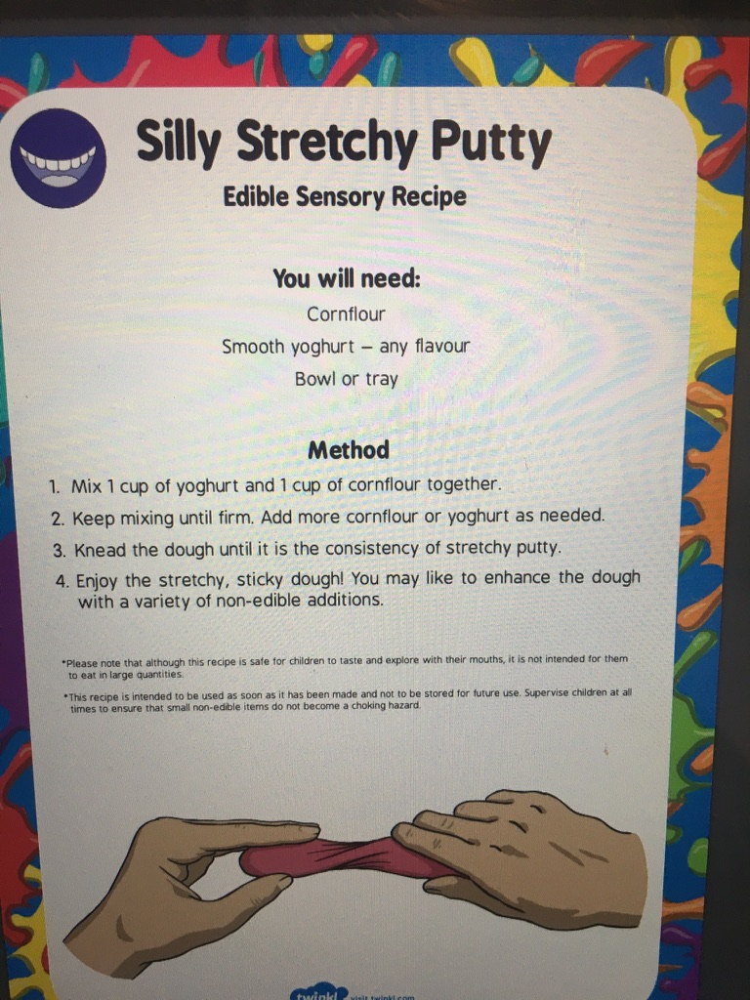 Silly Stretchy Putty
Edible Sensory Recipe
You will need:
Cornflour
Smooth yoghurt – any flavour
Bowl or tray
Method
1. Mix 1 cup of yoghurt and 1 cup of cornflour together.
2. Keep mixing until firm. Add more cornflour or yoghurt as needed.
3. Knead the dough until it is the consistency of stretchy putty.
4. Enjoy the stretchy, sticky dough! You may like to enhance the dough
with a variety of non-edible additions.
*Please note that although this recipe is safe for children to taste and explore with their mouths, it is not intended for them
to eat in large quantities.
*This recipe is intended to be used as soon as it has been made and not to be stored for future use. Supervise children at all
times to ensure that small non-edible items do not become a choking hazard.
twinkl visit twinkl.com